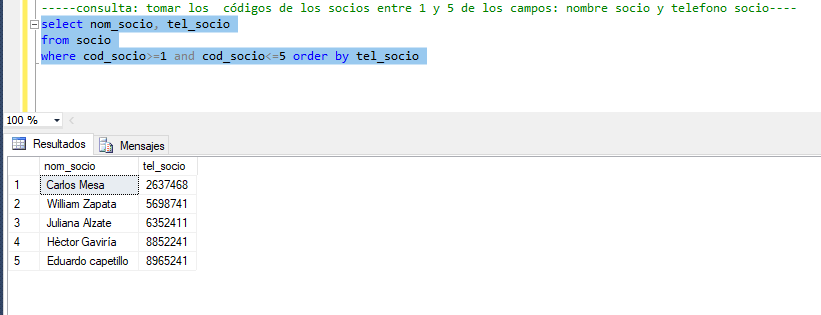 -----consulta: tomar los  códigos de los socios entre 1 y 5 de los campos: nombre socio y telefono socio----
select nom_socio, tel_socio
from socio
where cod_socio>=1 and cod_socio<=5 order by tel_socio
100 %
Resultados Mensajes
nom_socio tel_socio
1 Carlos Mesa 2637468
2 William Zapata 5698741
3 Juliana Alzate 6352411
4 Hèctor Gaviría 8852241
5 Eduardo capetillo 8965241